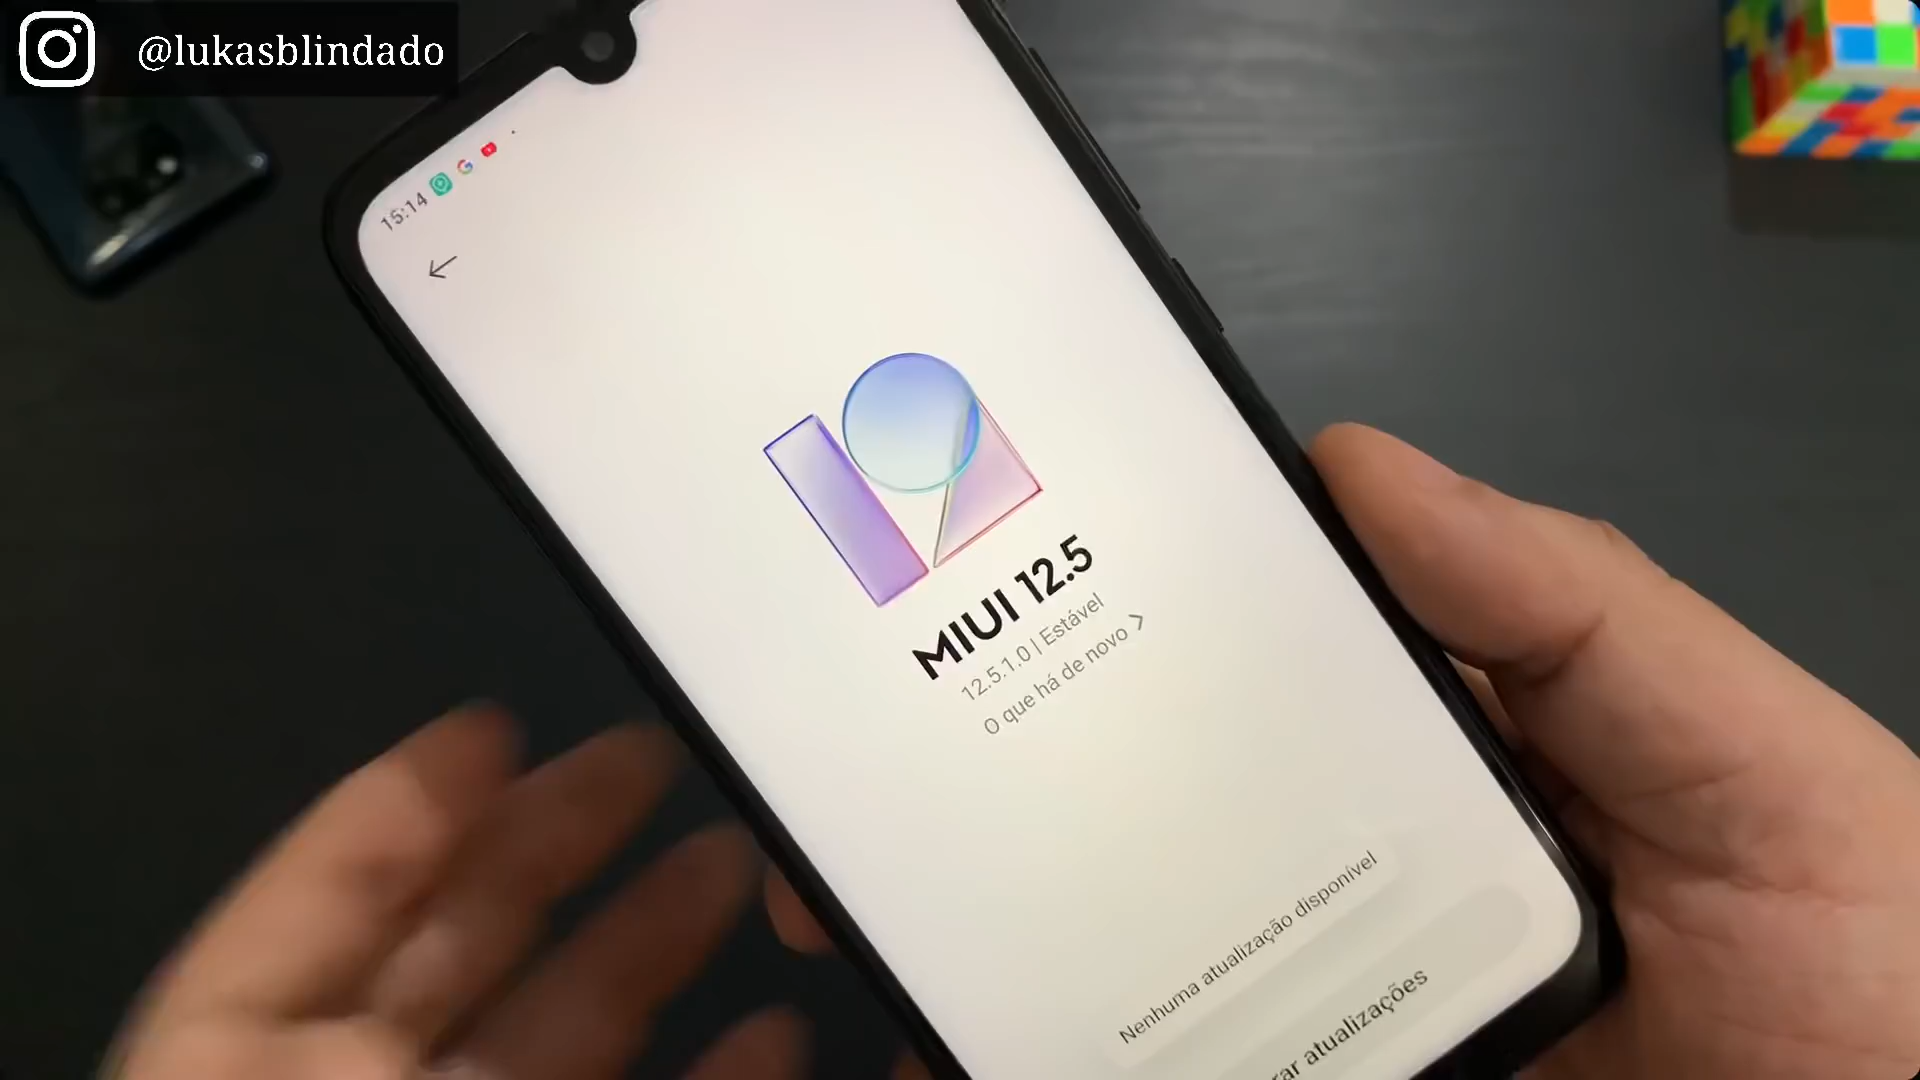 @lukasblindado
15:14
MIUI 12.5
12.5.1.0 | Estável
O que há de novo
Nenhuma atualização disponível
atualizações